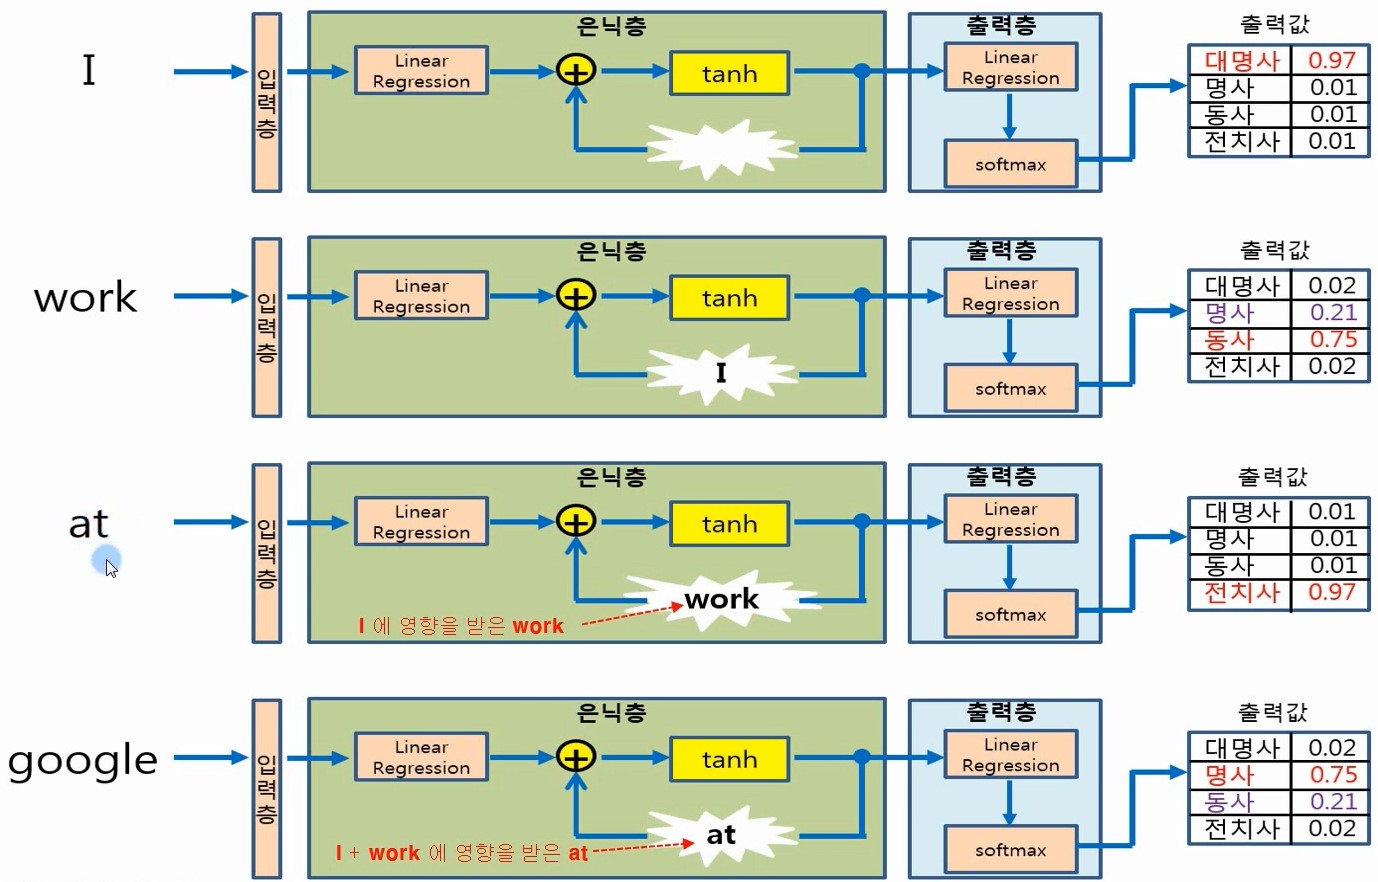 I
입력층
은닉층
Linear
Regression
+
tanh
출력층
Linear
Regression
softmax
출력값
대명사 0.97
명사 0.01
동사 0.01
전치사 0.01
work
입력층
은닉층
Linear
Regression
+
tanh
I
출력층
Linear
Regression
softmax
출력값
대명사 0.02
명사 0.21
동사 0.75
전치사 0.02
at
입력층
은닉층
Linear
Regression
+
tanh
work
I 에 영향을 받은 work
출력층
Linear
Regression
softmax
출력값
대명사 0.01
명사 0.01
동사 0.01
전치사 0.97
google
입력층
은닉층
Linear
Regression
+
tanh
at
I + work 에 영향을 받은 at
출력층
Linear
Regression
softmax
출력값
대명사 0.02
명사 0.75
동사 0.21
전치사 0.02